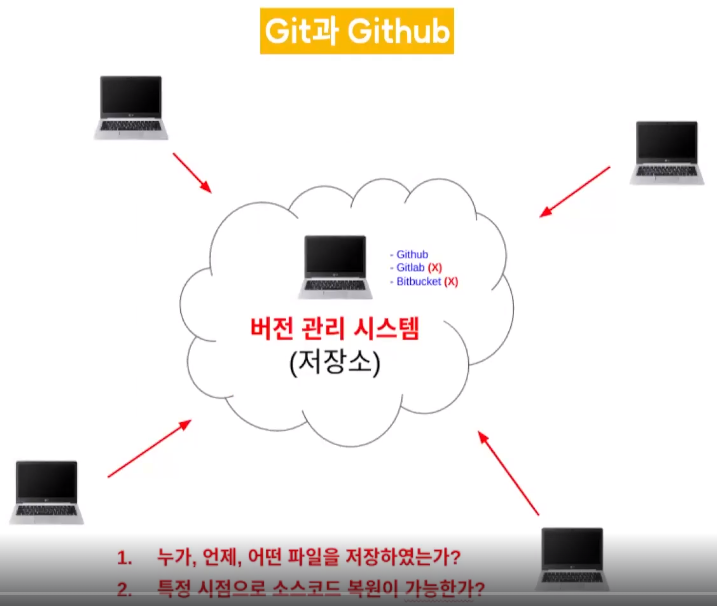 Git과 Github
- Github
- Gitlab (X)
- Bitbucket (X)
버전 관리 시스템
(저장소)
1. 누가, 언제, 어떤 파일을 저장하였는가?
2. 특정 시점으로 소스코드 복원이 가능한가?